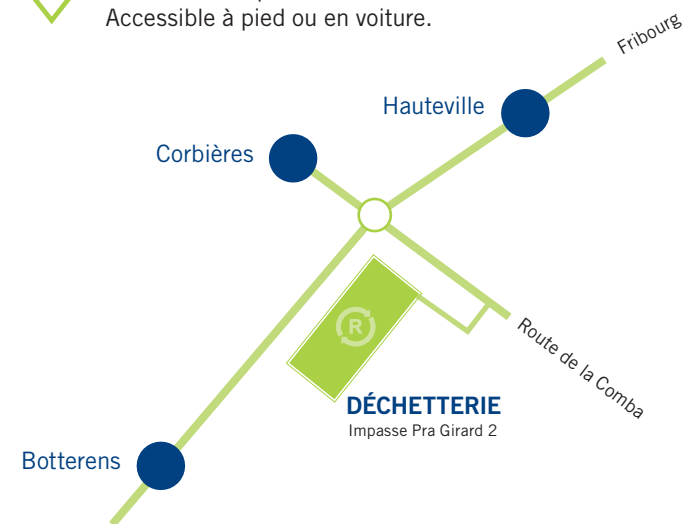 Accessible à pied ou en voiture.
Fribourg
Hauteville
Corbières
R
Route de la Comba
DÉCHETTERIE
Impasse Pra Girard 2
Botterens